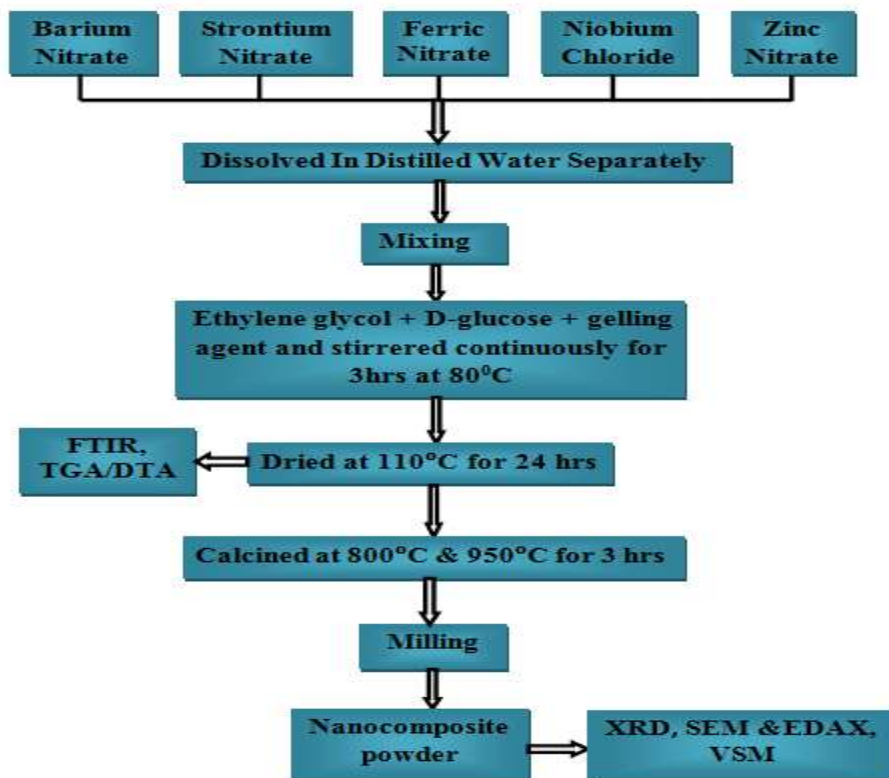 Barium
Nitrate
Strontium
Nitrate
Ferric
Nitrate
Niobium
Chloride
Zinc
Nitrate
Dissolved In Distilled Water Separately
Mixing
Ethylene glycol + D-glucose + gelling
agent and stirrered continuously for
3hrs at 80⁰C
FTIR,
TGA/DTA
Dried at 110°C for 24 hrs
Calcined at 800°C & 950°C for 3 hrs
Milling
Nanocomposite
powder
XRD, SEM &EDAX,
VSM